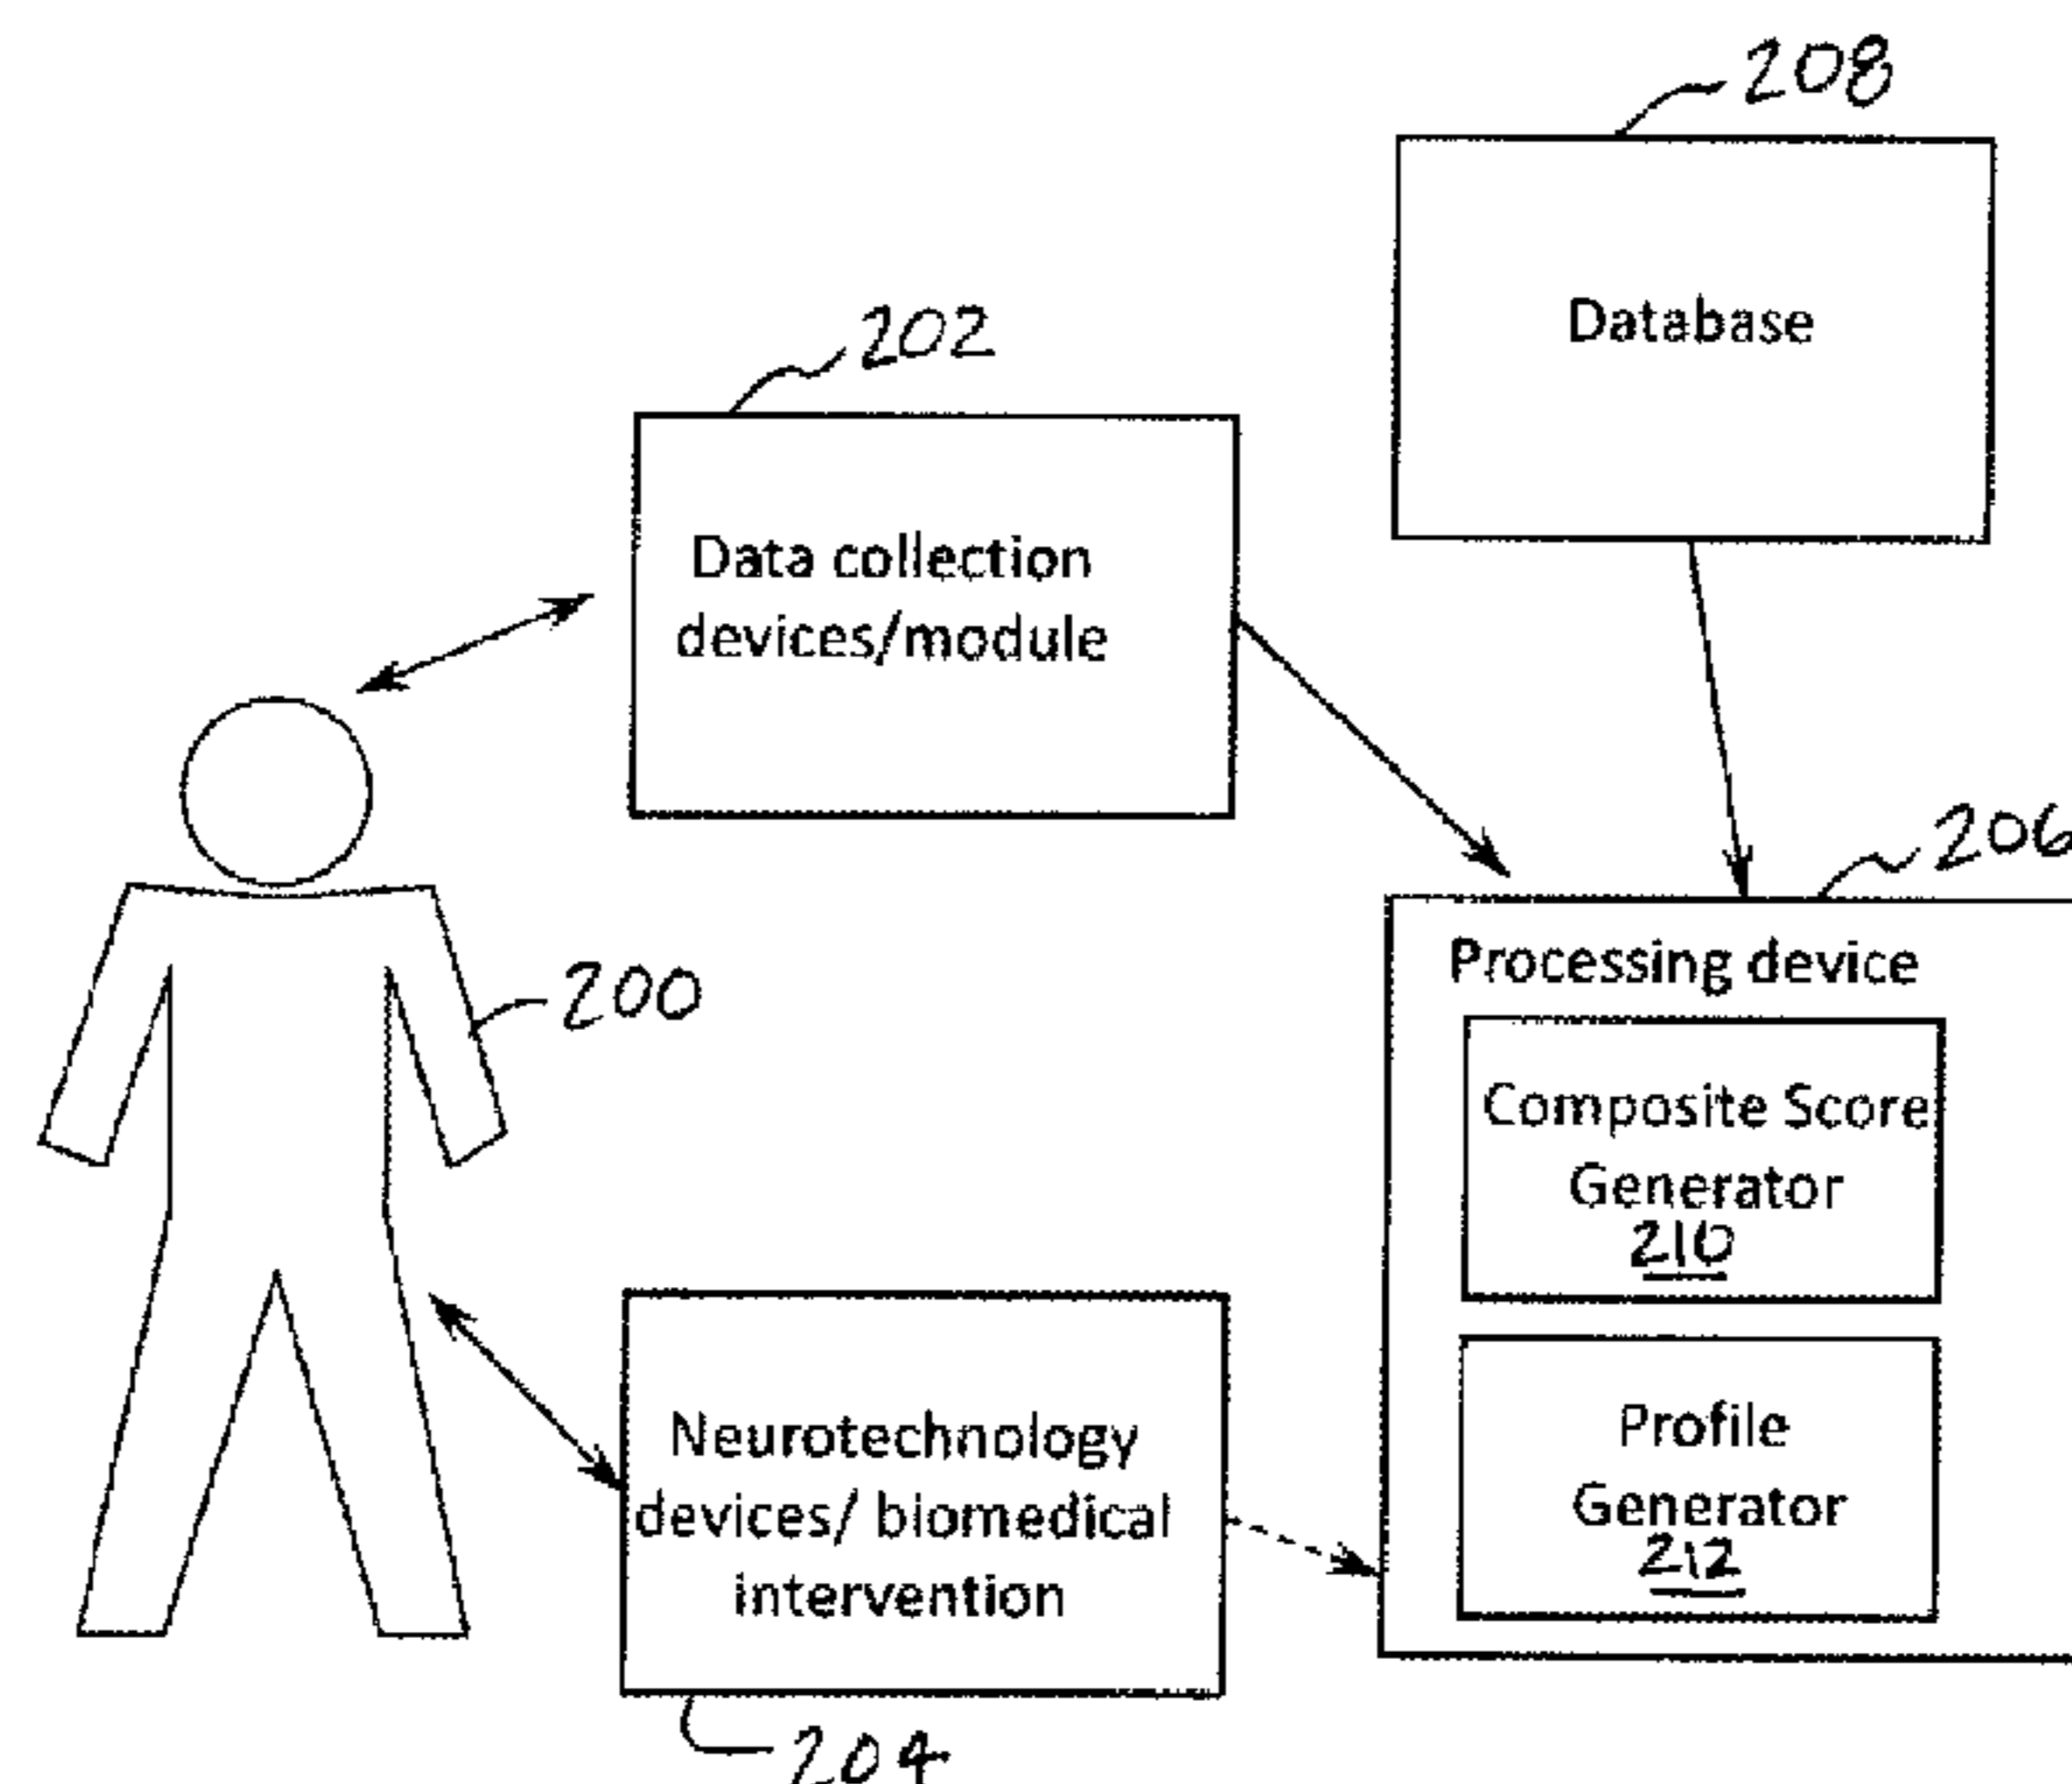 208
Database
202
Data collection
devices/module
206
Processing device
200
Composite Score
Generator
210
Neurotechnology
devices/ biomedical
intervention
Profile
Generator
212
204